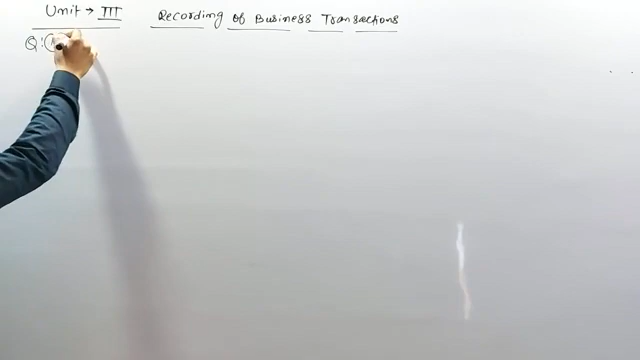 Unit → III Recording of Business Transactions
Q: